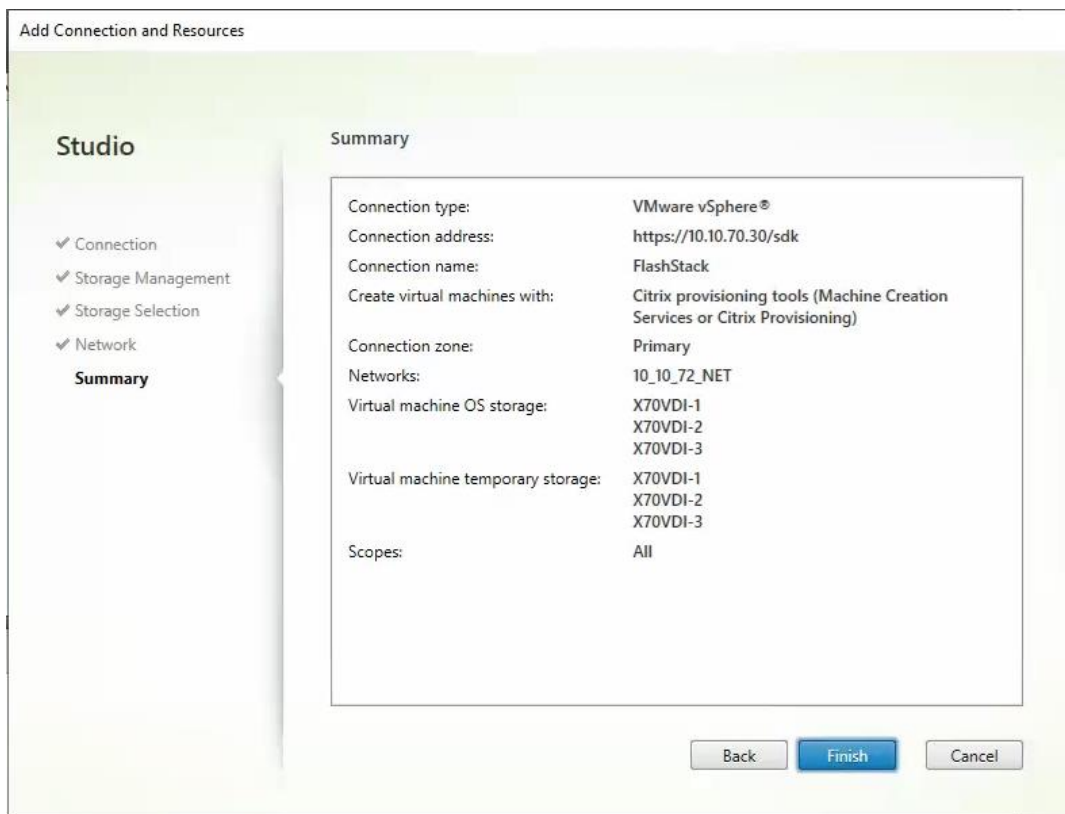 Add Connection and Resources
Studio
✔ Connection
✔ Storage Management
✔ Storage Selection
✔ Network
Summary
Summary
Connection type: VMware vSphere®
Connection address: https://10.10.70.30/sdk
Connection name: FlashStack
Create virtual machines with: Citrix provisioning tools (Machine Creation
Services or Citrix Provisioning)
Connection zone: Primary
Networks: 10_10_72_NET
Virtual machine OS storage: X70VDI-1
X70VDI-2
X70VDI-3
Virtual machine temporary storage: X70VDI-1
X70VDI-2
X70VDI-3
Scopes: All
Back Finish Cancel